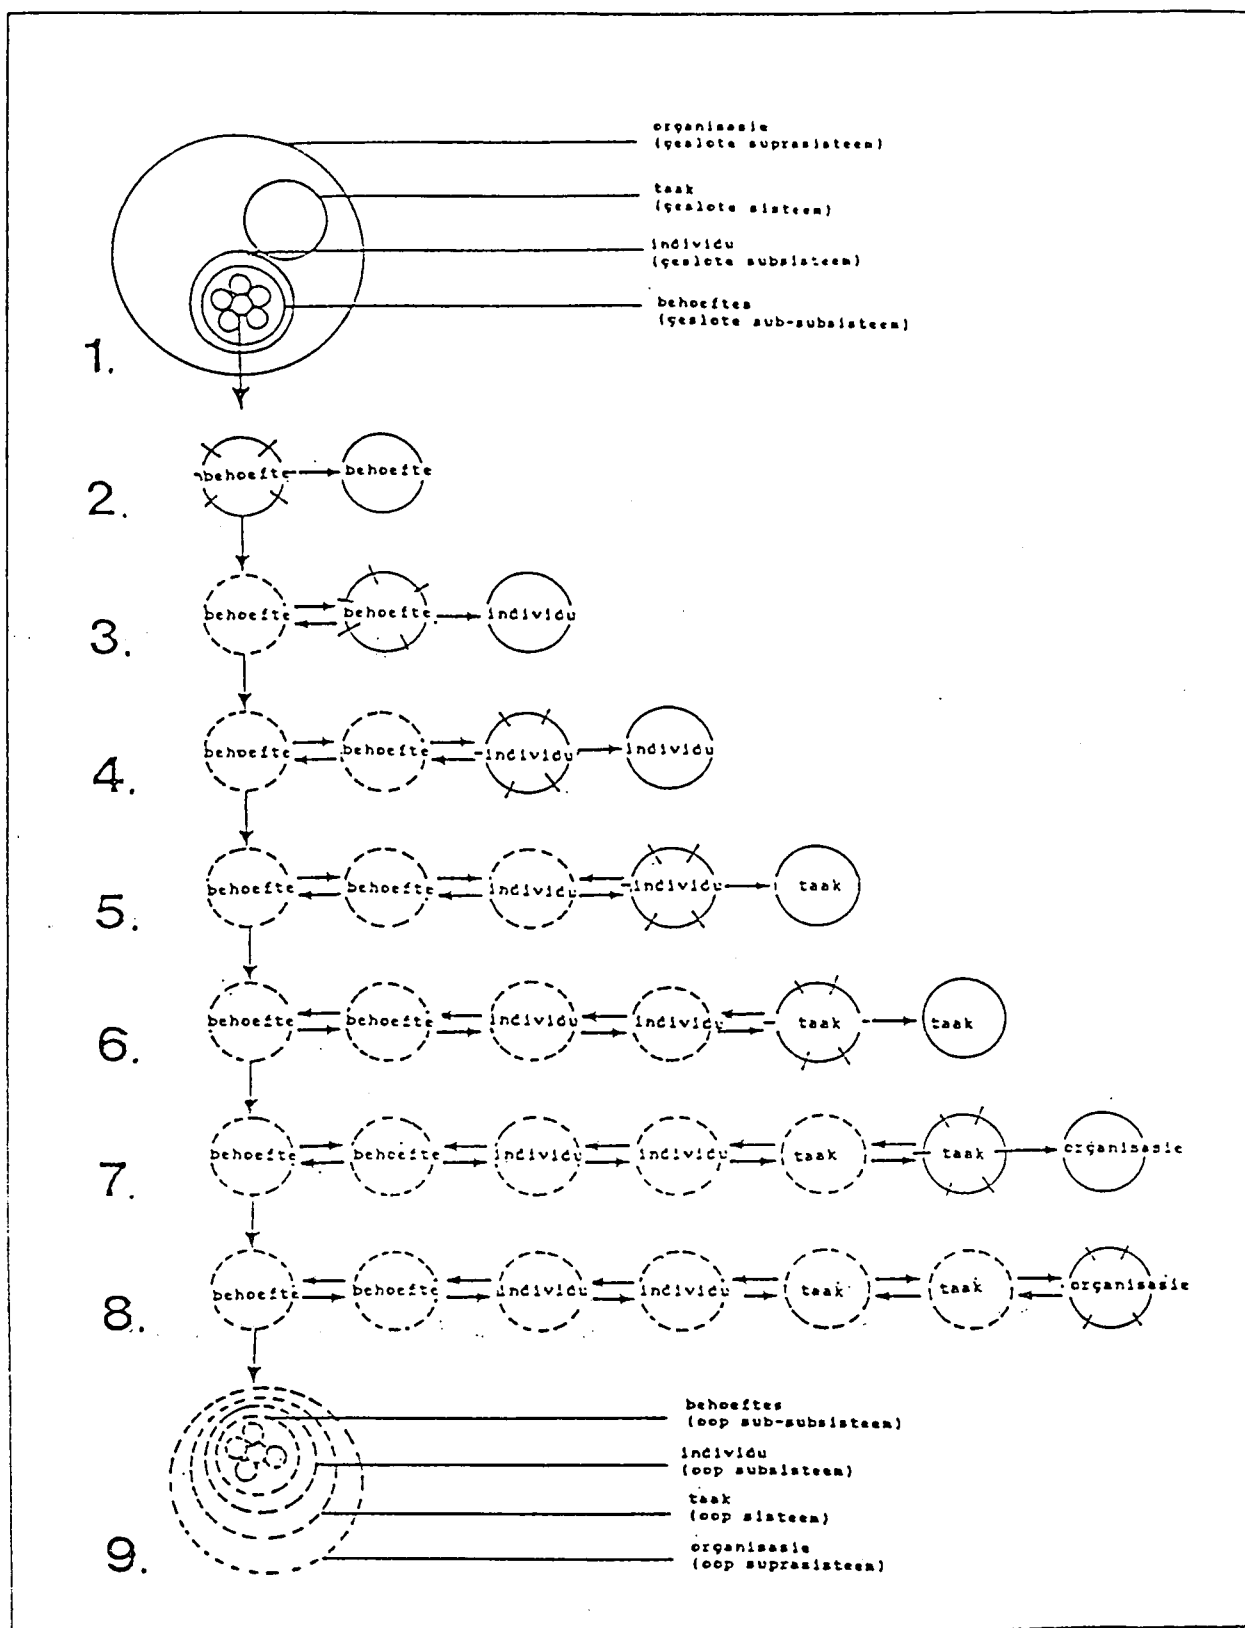 organisasie
(geslote suprasisteem)
taak
(geslote sisteem)
individu
(geslote subsisteem)
behoeftes
(geslote sub-subsisteem)
1.
2. behoefte behoefte
3. behoefte behoefte individu
4. behoefte behoefte individu individu
5. behoefte behoefte individu individu taak
6. behoefte behoefte individu individu taak taak
7. behoefte behoefte individu individu taak taak organisasie
8. behoefte behoefte individu individu taak taak organisasie
behoeftes
(oop sub-subsisteem)
individu
(oop subsisteem)
taak
(oop sisteem)
organisasie
(oop suprasisteem)
9.